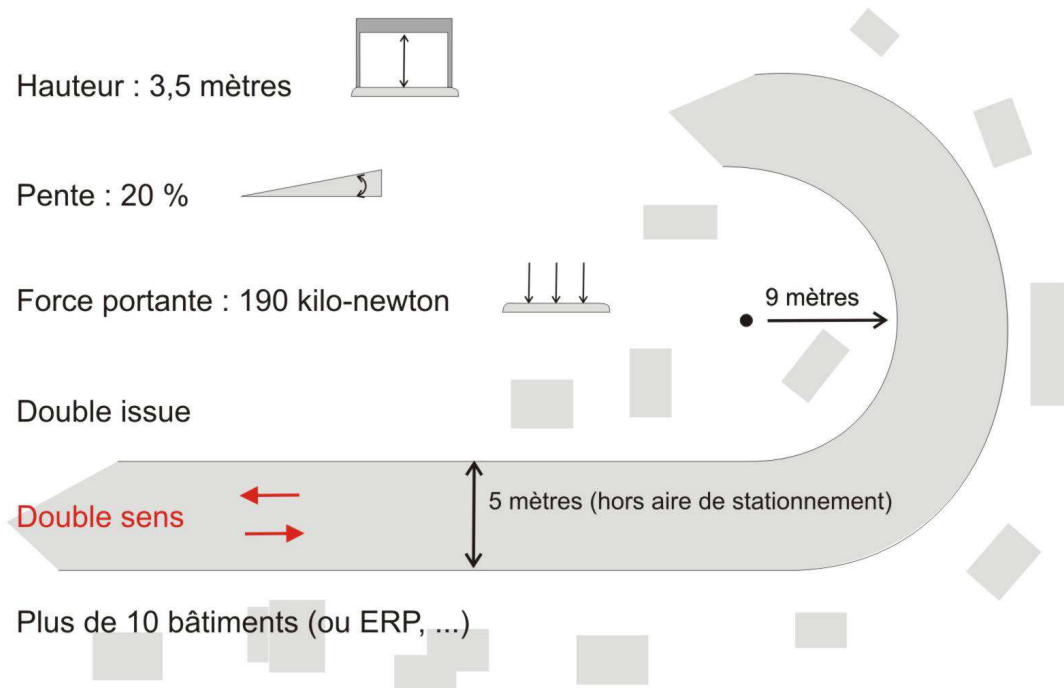 Hauteur : 3,5 mètres
Pente : 20 %
Force portante : 190 kilo-newton
9 mètres
Double issue
5 mètres (hors aire de stationnement)
Double sens
Plus de 10 bâtiments (ou ERP, ...)